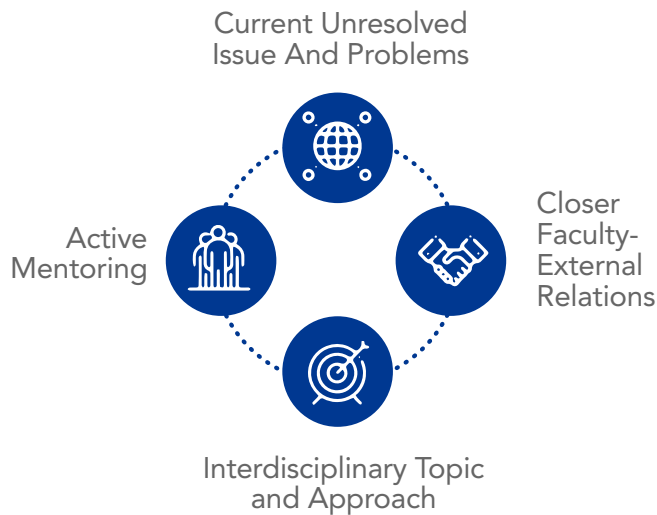 Current Unresolved
Issue And Problems
Active
Mentoring
Closer
Faculty-
External
Relations
Interdisciplinary Topic
and Approach